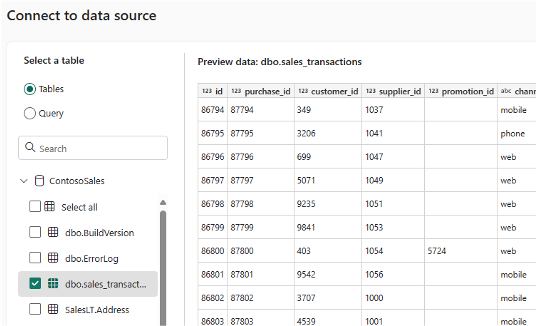 Connect to data source
Select a table
Tables
Query
Search
ContosoSales
Select all
dbo.BuildVersion
dbo.ErrorLog
dbo.sales_transact...
SalesLT.Address
Preview data: dbo.sales_transactions
123 id 123 purchase_id 123 customer_id 123 supplier_id 123 promotion_id abc chann
86794 87794 349 1037 mobile
86795 87795 3206 1041 phone
86796 87796 699 1047 web
86797 87797 5071 1049 web
86798 87798 9235 1051 web
86799 87799 9841 1053 web
86800 87800 403 1054 5724 web
86801 87801 9542 1056 mobile
86802 87802 3707 1000 mobile
86803 87803 4539 1001 mobile